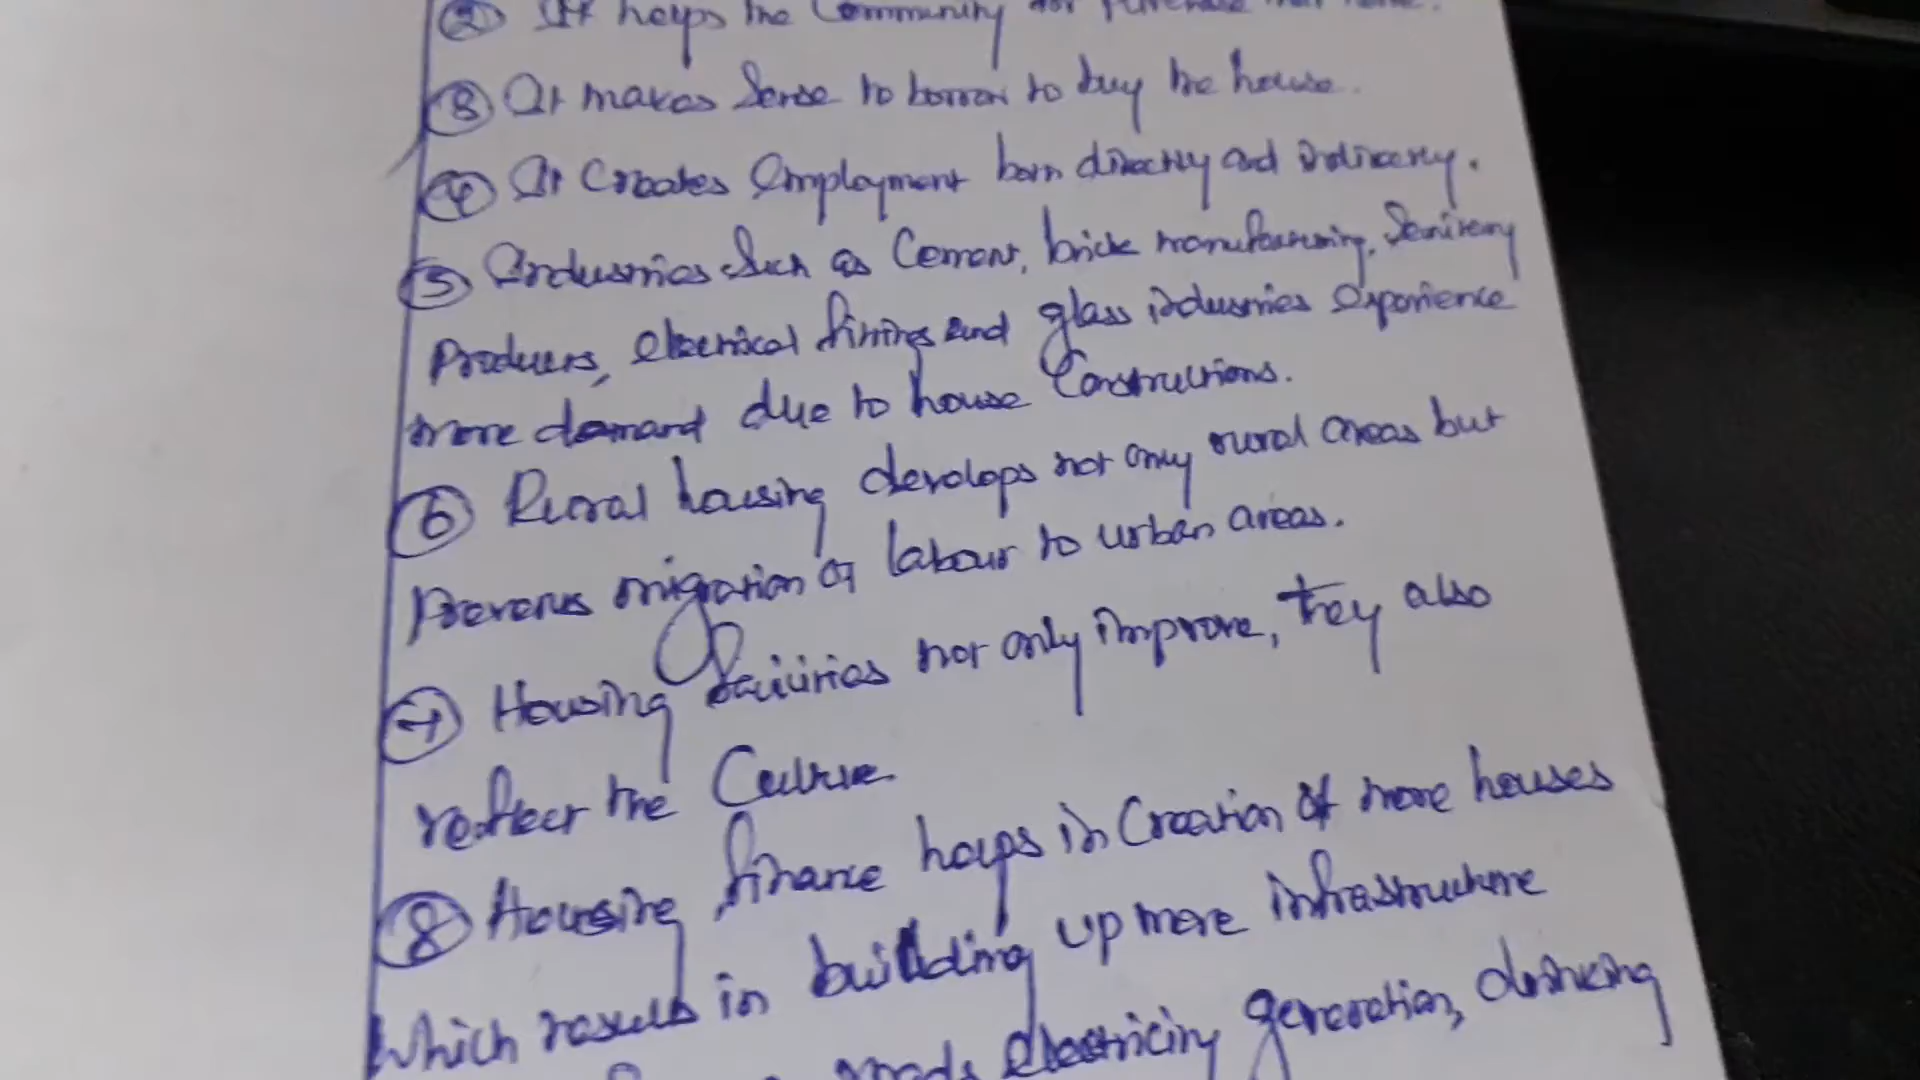 ② It helps the Community for purchase
③ It makes Sense to borrow to buy the house.
④ It Creates Employment both directly and indirectly.
⑤ Industries Such as Cement, brick manufacturing, Sanitary
Producers, electrical fittings and glass industries experience
more demand due to house Constructions.
⑥ Rural housing develops not only rural areas but
Prevents migration of labour to urban areas.
⑦ Housing facilities not only improve, they also
reflect the Culture
⑧ Housing finance helps in Creation of more houses
Which results in building up more infrastructure
roads electricity generation, drinking